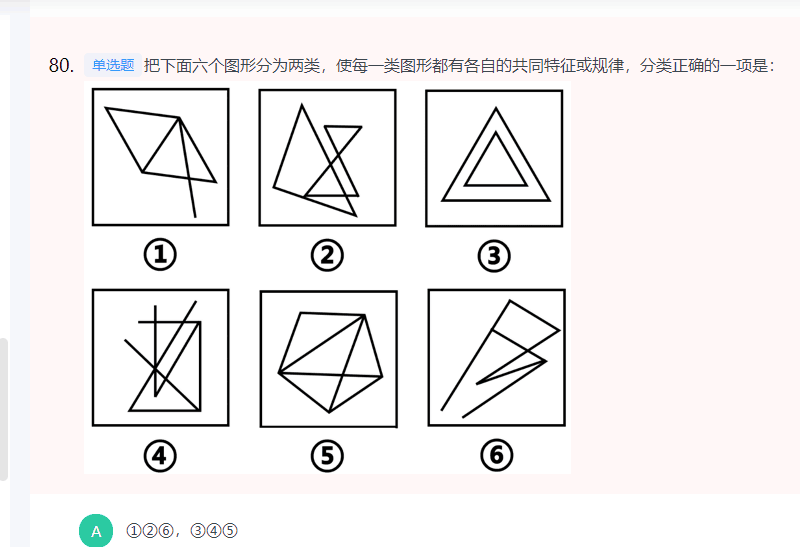 80. 单选题 把下面六个图形分为两类，使每一类图形都有各自的共同特征或规律，分类正确的一项是：
① ② ③
④ ⑤ ⑥
A ①②⑥，③④⑤